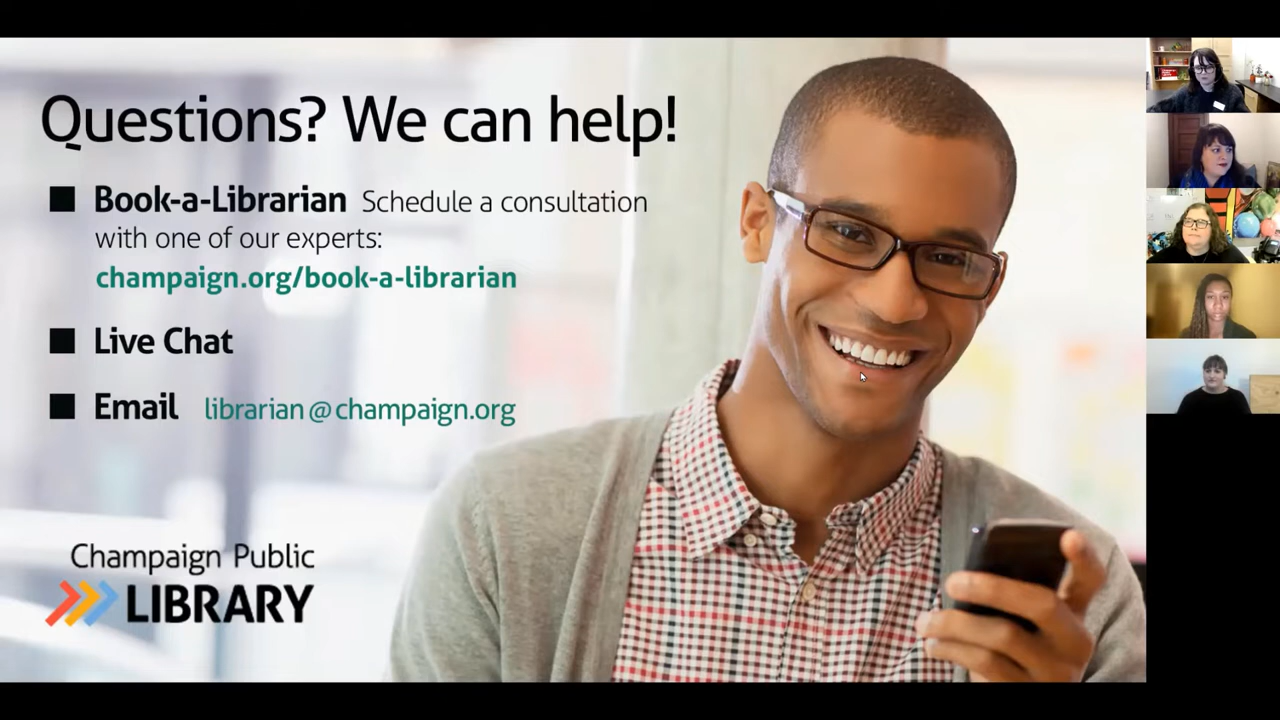 Questions? We can help!
Book-a-Librarian Schedule a consultation
with one of our experts:
champaign.org/book-a-librarian
Live Chat
Email librarian@champaign.org
Champaign Public
LIBRARY